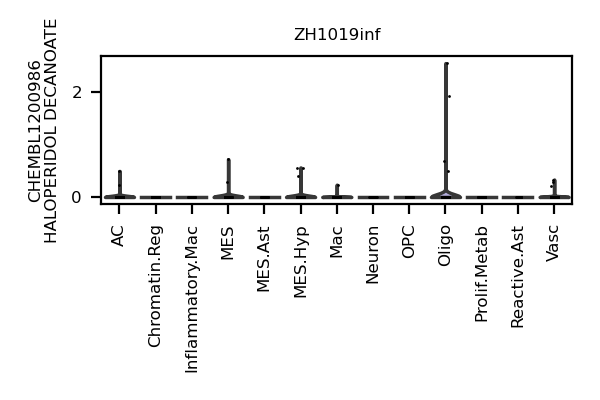 ZH1019inf
CHEMBL1200986
HALOPERIDOL DECANOATE
2
0
AC
Chromatin.Reg
Inflammatory.Mac
MES
MES.Ast
MES.Hyp
Mac
Neuron
OPC
Oligo
Prolif.Metab
Reactive.Ast
Vasc